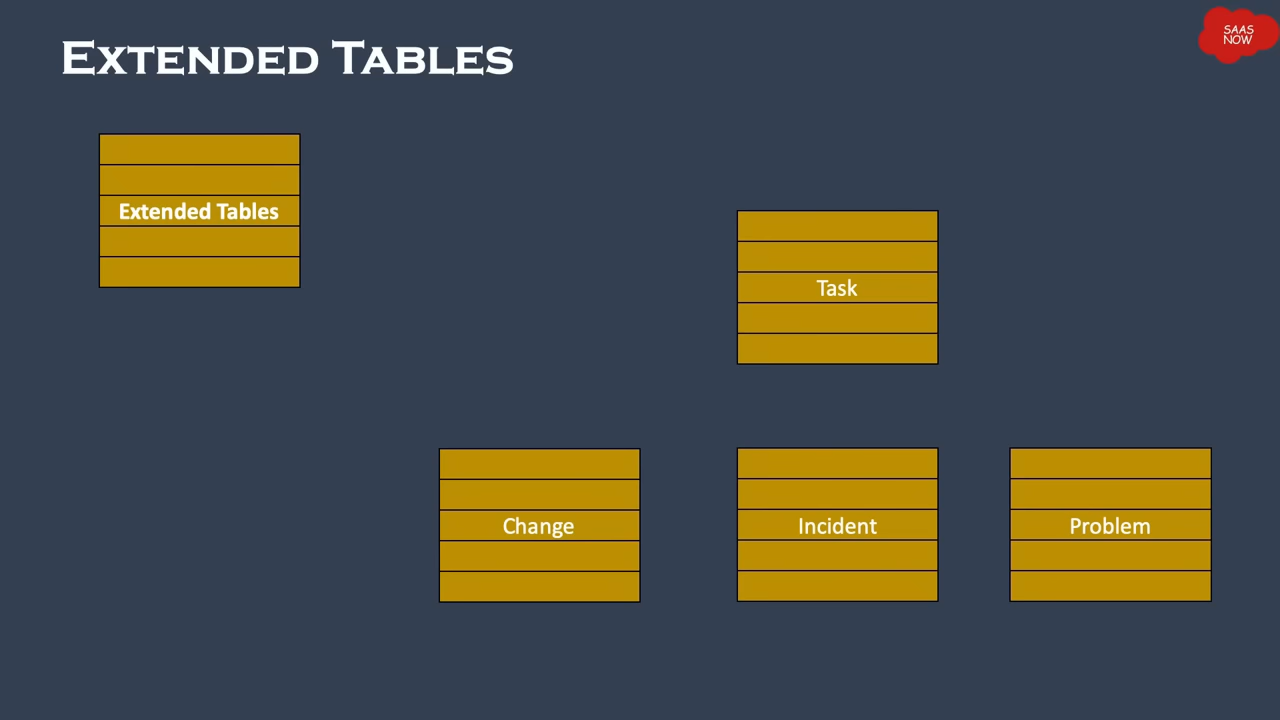 EXTENDED TABLES
SAAS
NOW
Extended Tables
Task
Change
Incident
Problem